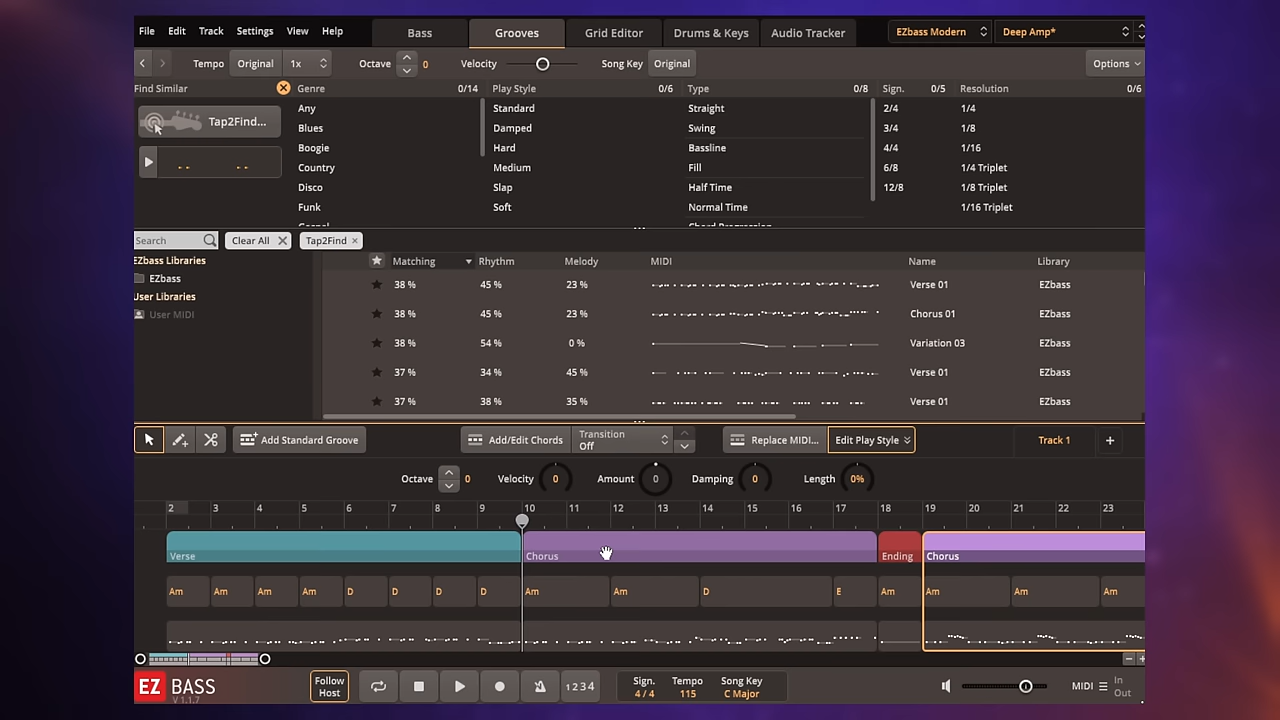 File Edit Track Settings View Help Bass Grooves Grid Editor Drums & Keys Audio Tracker EZbass Modern Deep Amp*
Tempo Original 1x Octave 0 Velocity Song Key Original Options
Find Similar Genre 0/14 Play Style 0/6 Type 0/8 Sign. 0/5 Resolution 0/6
Any Standard Straight 2/4 1/4
Tap2Find...
Blues Damped Swing 3/4 1/8
Boogie Hard Bassline 4/4 1/16
Country Medium Fill 6/8 1/4 Triplet
Disco Slap Half Time 12/8 1/8 Triplet
Funk Soft Normal Time 1/16 Triplet
Gospel Chord Progression
Search Clear All Tap2Find
EZbass Libraries Matching Rhythm Melody MIDI Name Library
EZbass 38 % 45 % 23 % Verse 01 EZbass
User Libraries
User MIDI 38 % 45 % 23 % Chorus 01 EZbass
38 % 54 % 0 % Variation 03 EZbass
37 % 34 % 45 % Verse 01 EZbass
37 % 38 % 35 % Verse 01 EZbass
Add Standard Groove Add/Edit Chords Transition Off Replace MIDI... Edit Play Style Track 1 +
Octave 0 Velocity 0 Amount 0 Damping 0 Length 0%
2 3 4 5 6 7 8 9 10 11 12 13 14 15 16 17 18 19 20 21 22 23
Verse Chorus Ending Chorus
Am Am Am Am D D D D Am Am D E Am Am Am Am
EZ BASS Follow Host 1234 Sign. 4 / 4 Tempo 115 Song Key C Major MIDI In Out
V 1.1.7